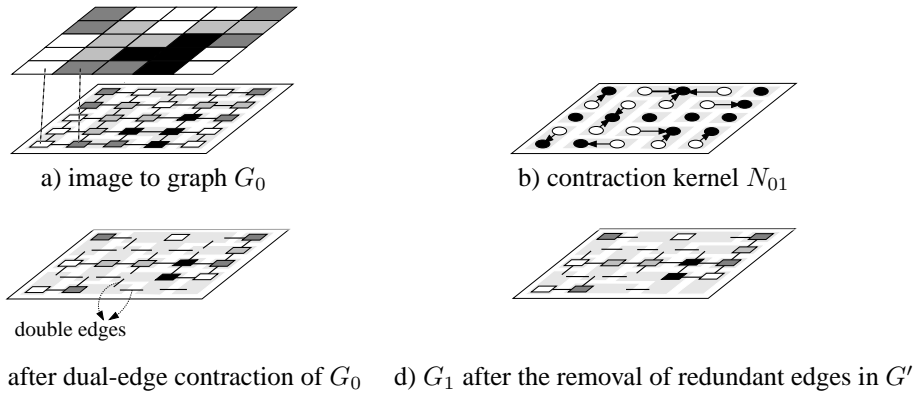 a) image to graph G₀
b) contraction kernel N₀₁
double edges
after dual-edge contraction of G₀
d) G₁ after the removal of redundant edges in G′